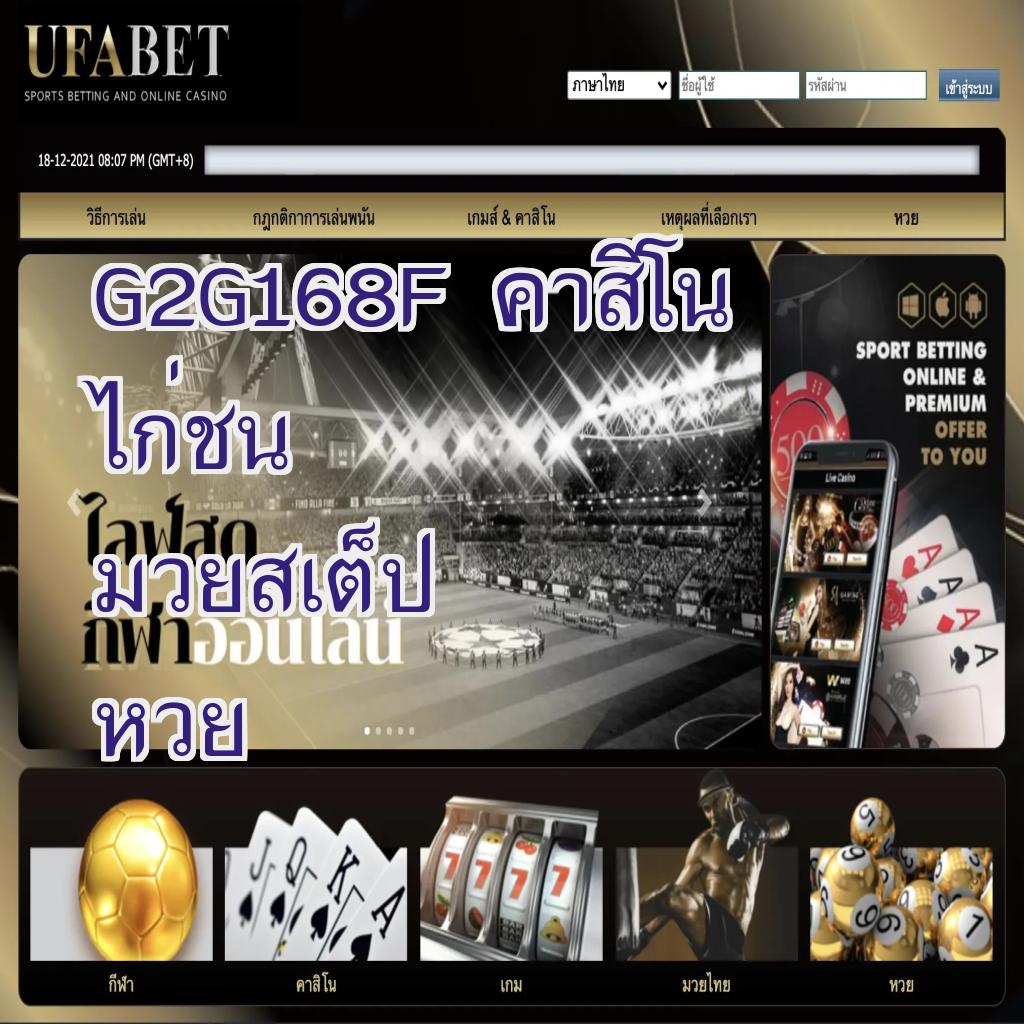 UFABET
SPORTS BETTING AND ONLINE CASINO
ภาษาไทย ชื่อผู้ใช้ รหัสผ่าน เข้าสู่ระบบ
18-12-2021 08:07 PM (GMT+8)
วิธีการเล่น กฎกติกาการเล่นพนัน เกมส์ & คาสิโน เหตุผลที่เลือกเรา หวย
G2G168F คาสิโน
ไก่ชน
ไลฟ์สด
มวยสเต็ป
กีฬาออนไลน์
หวย
SPORT BETTING
ONLINE &
PREMIUM
OFFER
TO YOU
500
Live Casino
A
A
A
A
J Q K A
7 7 7 7
กีฬา คาสิโน เกม มวยไทย หวย